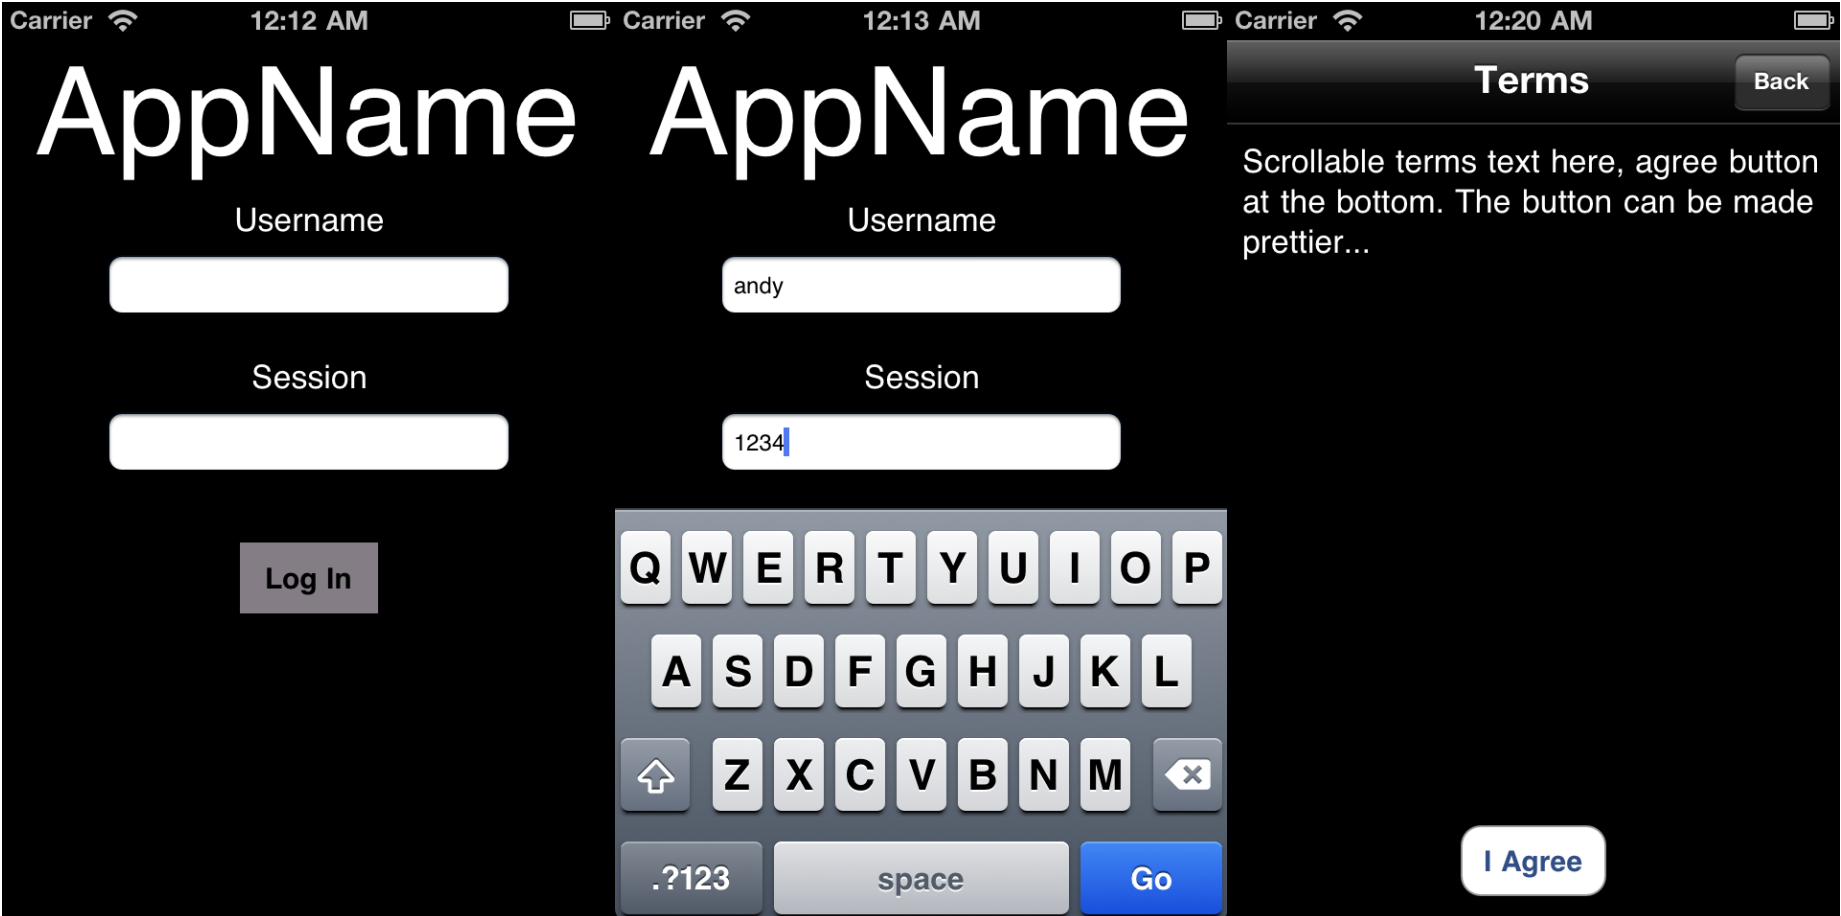 Carrier 12:12 AM
AppName
Username
Session
Log In
Carrier 12:13 AM
AppName
Username
andy
Session
1234
Q W E R T Y U I O P
A S D F G H J K L
Z X C V B N M
.?123 space Go
Carrier 12:20 AM
Terms Back
Scrollable terms text here, agree button
at the bottom. The button can be made
prettier...
I Agree